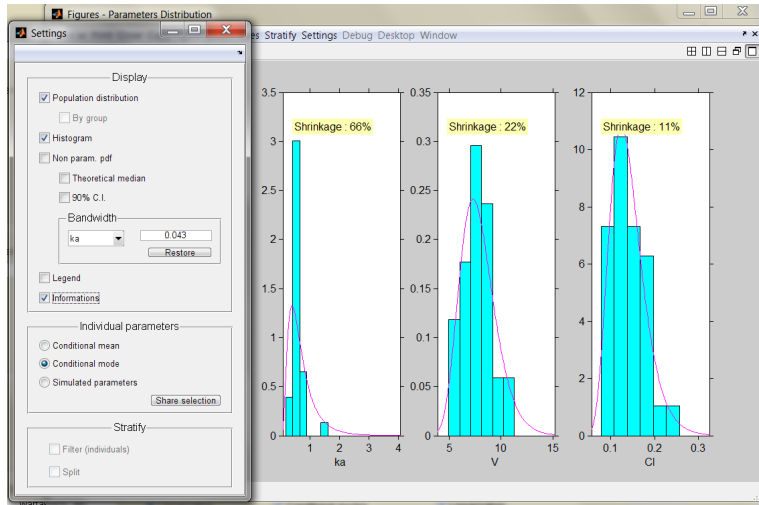 Figures - Parameters Distribution
Settings
es Stratify Settings Debug Desktop Window
Display
Population distribution
By group
Histogram
Non param. pdf
Theoretical median
90% C.I.
Bandwidth
ka
0.043
Restore
Legend
Informations
Individual parameters
Conditional mean
Conditional mode
Simulated parameters
Share selection
Stratify
Filter (individuals)
Split
3.5
3
2.5
2
1.5
1
0.5
0
Shrinkage : 66%
1 2 3 4
ka
0.35
0.3
0.25
0.2
0.15
0.1
0.05
0
Shrinkage : 22%
5 10 15
V
12
10
8
6
4
2
0
Shrinkage : 11%
0.1 0.2 0.3
Cl